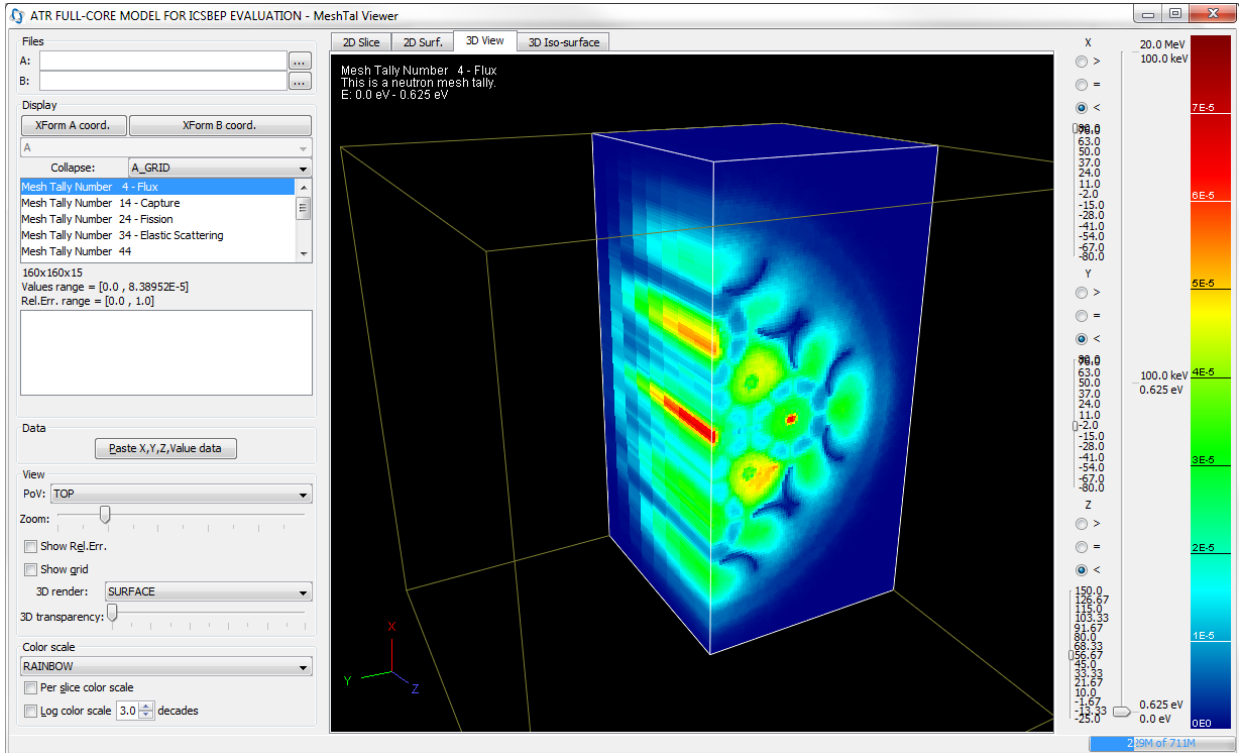 ATR FULL-CORE MODEL FOR ICSBEP EVALUATION - MeshTal Viewer
Files
A:
...
B:
...
Display
XForm A coord. XForm B coord.
A
Collapse: A_GRID
Mesh Tally Number 4 - Flux
Mesh Tally Number 14 - Capture
Mesh Tally Number 24 - Fission
Mesh Tally Number 34 - Elastic Scattering
Mesh Tally Number 44
160x160x15
Values range = [0.0 , 8.38952E-5]
Rel.Err. range = [0.0 , 1.0]
Data
Paste X,Y,Z,Value data
View
PoV: TOP
Zoom:
Show Rel.Err.
Show grid
3D render: SURFACE
3D transparency:
Color scale
RAINBOW
Per slice color scale
Log color scale 3.0 decades
2D Slice 2D Surf. 3D View 3D Iso-surface
Mesh Tally Number 4 - Flux
This is a neutron mesh tally.
E: 0.0 eV - 0.625 eV
X
Y
Z
X
>
=
<
63.0
50.0
37.0
24.0
11.0
-2.0
-15.0
-28.0
-41.0
-54.0
-67.0
-80.0
Y
>
=
<
63.0
50.0
37.0
24.0
11.0
-2.0
-15.0
-28.0
-41.0
-54.0
-67.0
-80.0
Z
>
=
<
150.0
126.67
115.0
103.33
91.67
80.0
68.33
56.67
45.0
33.33
21.67
10.0
-1.67
-13.33
-25.0
20.0 MeV
100.0 keV
100.0 keV
0.625 eV
0.625 eV
0.0 eV
7E-5
6E-5
5E-5
4E-5
3E-5
2E-5
1E-5
0E0
229M of 711M